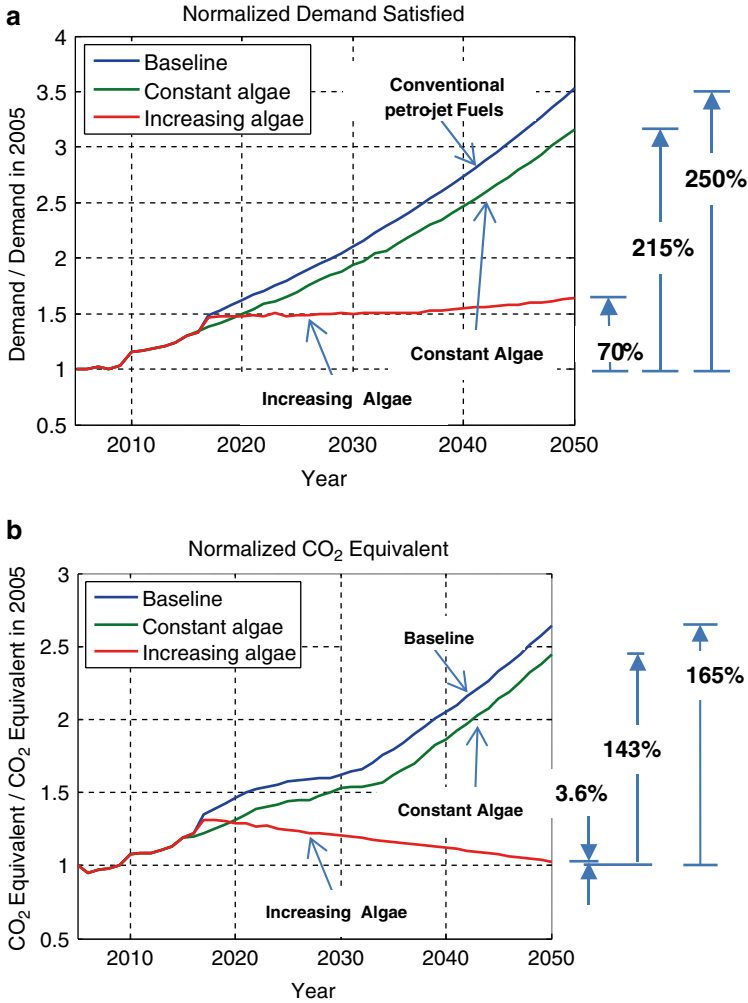 a
Normalized Demand Satisfied
Demand / Demand in 2005
4
3.5
3
2.5
2
1.5
1
0.5
Baseline
Constant algae
Increasing algae
Conventional
petro-jet Fuels
Constant Algae
Increasing Algae
2010 2020 2030 2040 2050
Year
70%
215%
250%
b
Normalized CO₂ Equivalent
CO₂ Equivalent / CO₂ Equivalent in 2005
3
2.5
2
1.5
1
0.5
Baseline
Constant algae
Increasing algae
Baseline
Constant Algae
Increasing Algae
2010 2020 2030 2040 2050
Year
3.6%
143%
165%